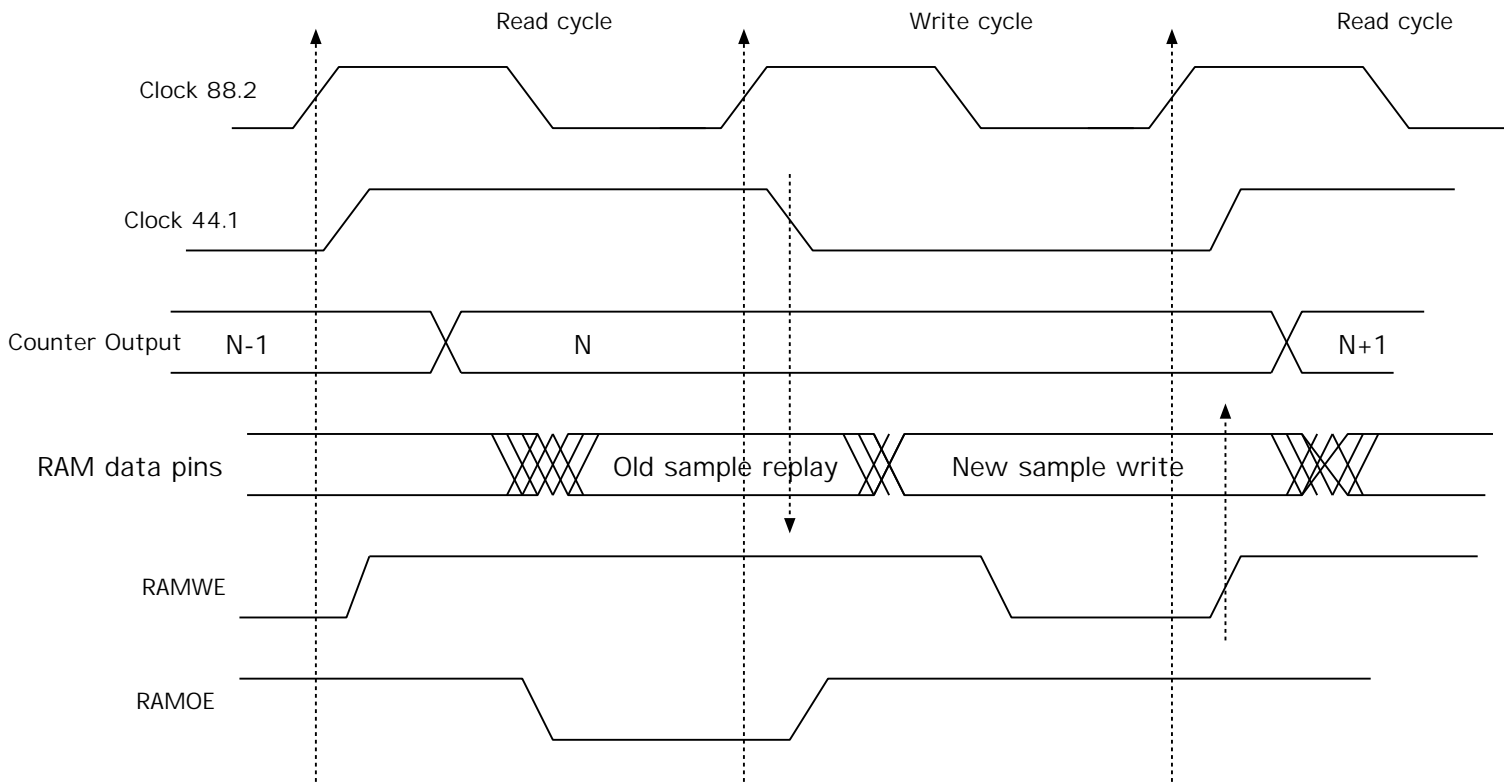 Read cycle Write cycle Read cycle
Clock 88.2
Clock 44.1
Counter Output N-1 N N+1
RAM data pins Old sample replay New sample write
RAMWE
RAMOE